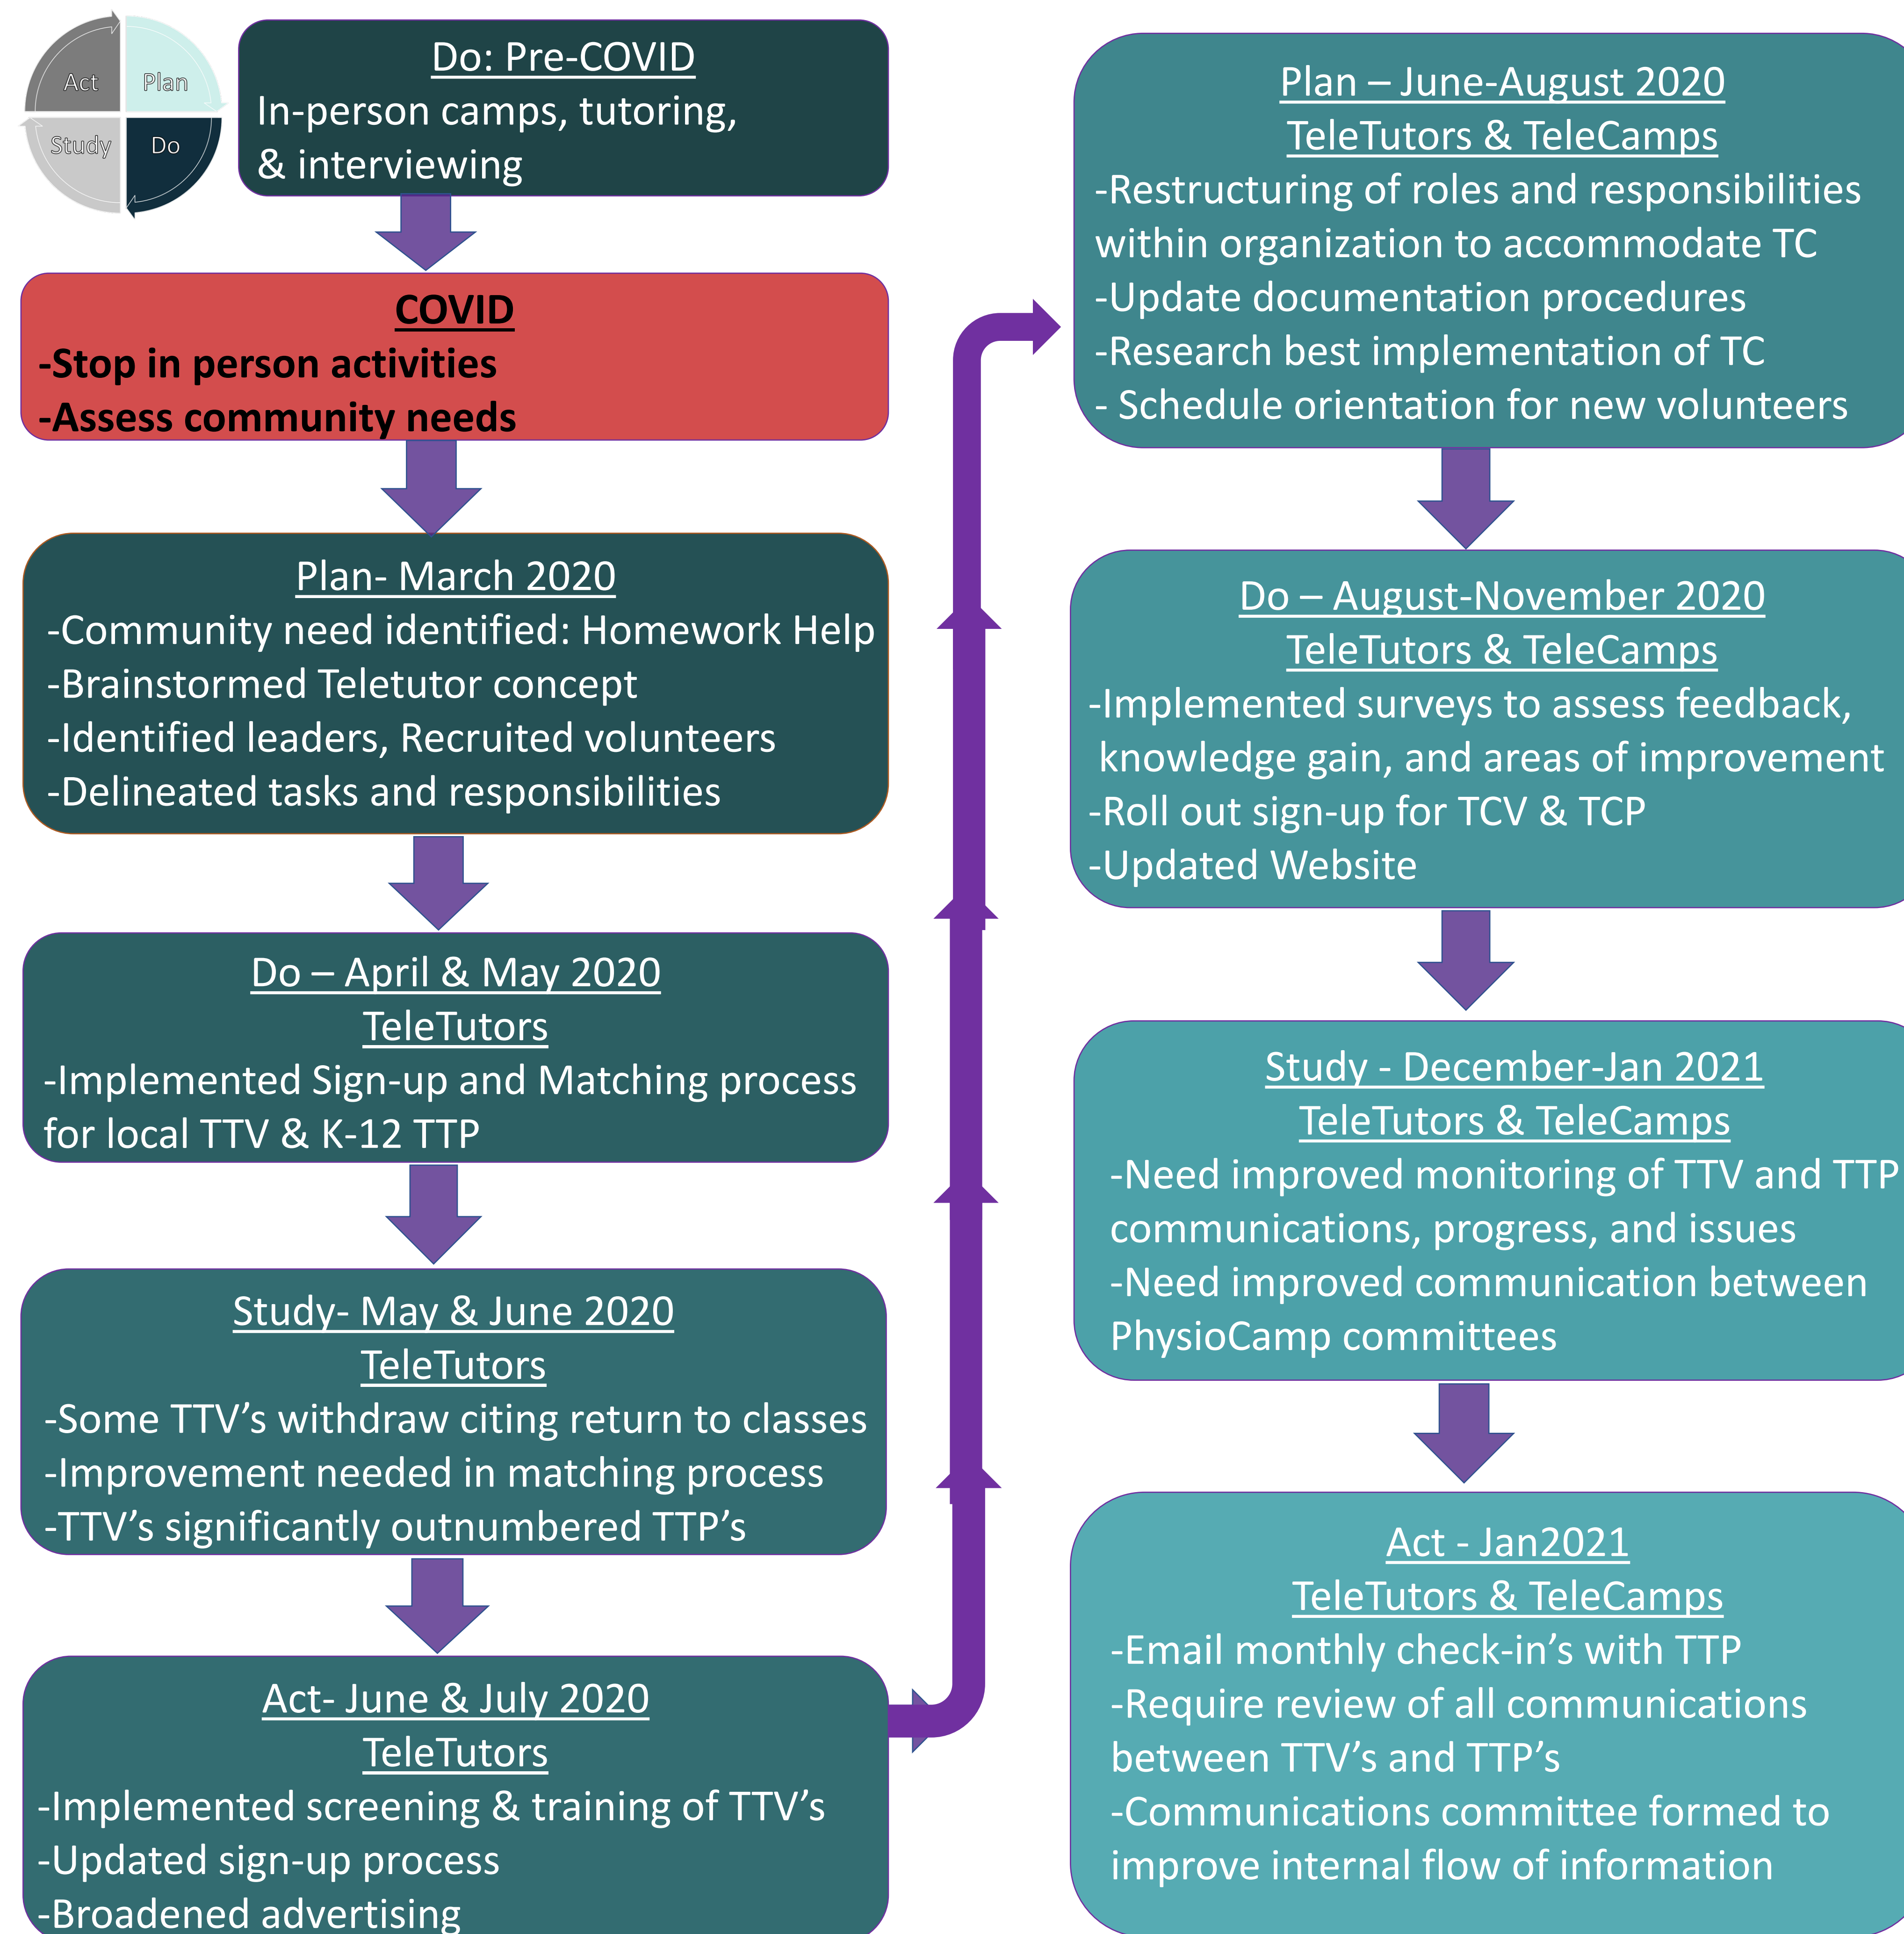 Act
Plan
Study
Do
Do: Pre-COVID
In-person camps, tutoring,
& interviewing
COVID
-Stop in person activities
-Assess community needs
Plan- March 2020
-Community need identified: Homework Help
-Brainstormed Teletutor concept
-Identified leaders, Recruited volunteers
-Delineated tasks and responsibilities
Do – April & May 2020
TeleTutors
-Implemented Sign-up and Matching process
for local TTV & K-12 TTP
Study- May & June 2020
TeleTutors
-Some TTV’s withdraw citing return to classes
-Improvement needed in matching process
-TTV’s significantly outnumbered TTP’s
Act- June & July 2020
TeleTutors
-Implemented screening & training of TTV’s
-Updated sign-up process
-Broadened advertising
Plan – June-August 2020
TeleTutors & TeleCamps
-Restructuring of roles and responsibilities
within organization to accommodate TC
-Update documentation procedures
-Research best implementation of TC
- Schedule orientation for new volunteers
Do – August-November 2020
TeleTutors & TeleCamps
-Implemented surveys to assess feedback,
knowledge gain, and areas of improvement
-Roll out sign-up for TCV & TCP
-Updated Website
Study - December-Jan 2021
TeleTutors & TeleCamps
-Need improved monitoring of TTV and TTP
communications, progress, and issues
-Need improved communication between
PhysioCamp committees
Act - Jan2021
TeleTutors & TeleCamps
-Email monthly check-in’s with TTP
-Require review of all communications
between TTV’s and TTP’s
-Communications committee formed to
improve internal flow of information